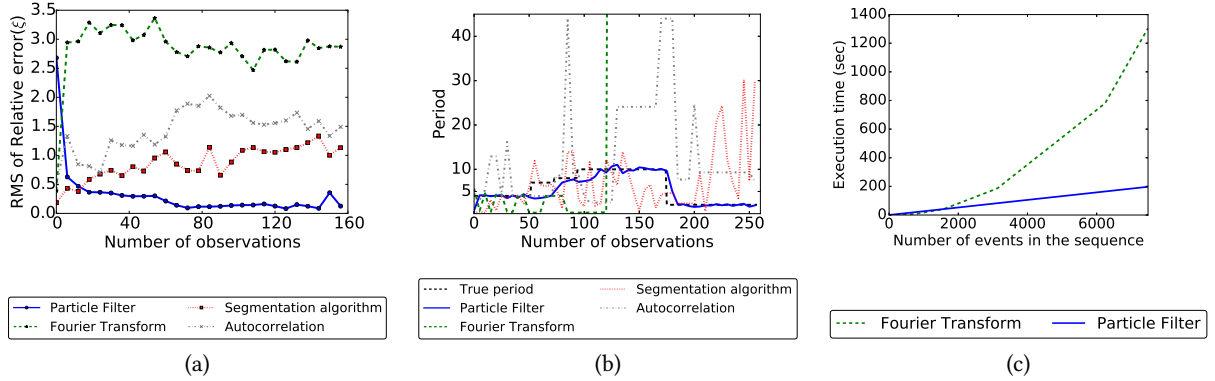 3.5
3.0
2.5
2.0
1.5
1.0
0.5
0.0
0 40 80 120 160
RMS of Relative error(ξ)
Number of observations
Particle Filter
Fourier Transform
Segmentation algorithm
Autocorrelation
(a)
40
30
20
10
5
0 50 100 150 200 250
Period
Number of observations
True period
Particle Filter
Fourier Transform
Segmentation algorithm
Autocorrelation
(b)
1400
1200
1000
800
600
400
200
0
0 2000 4000 6000
Execution time (sec)
Number of events in the sequence
Fourier Transform
Particle Filter
(c)